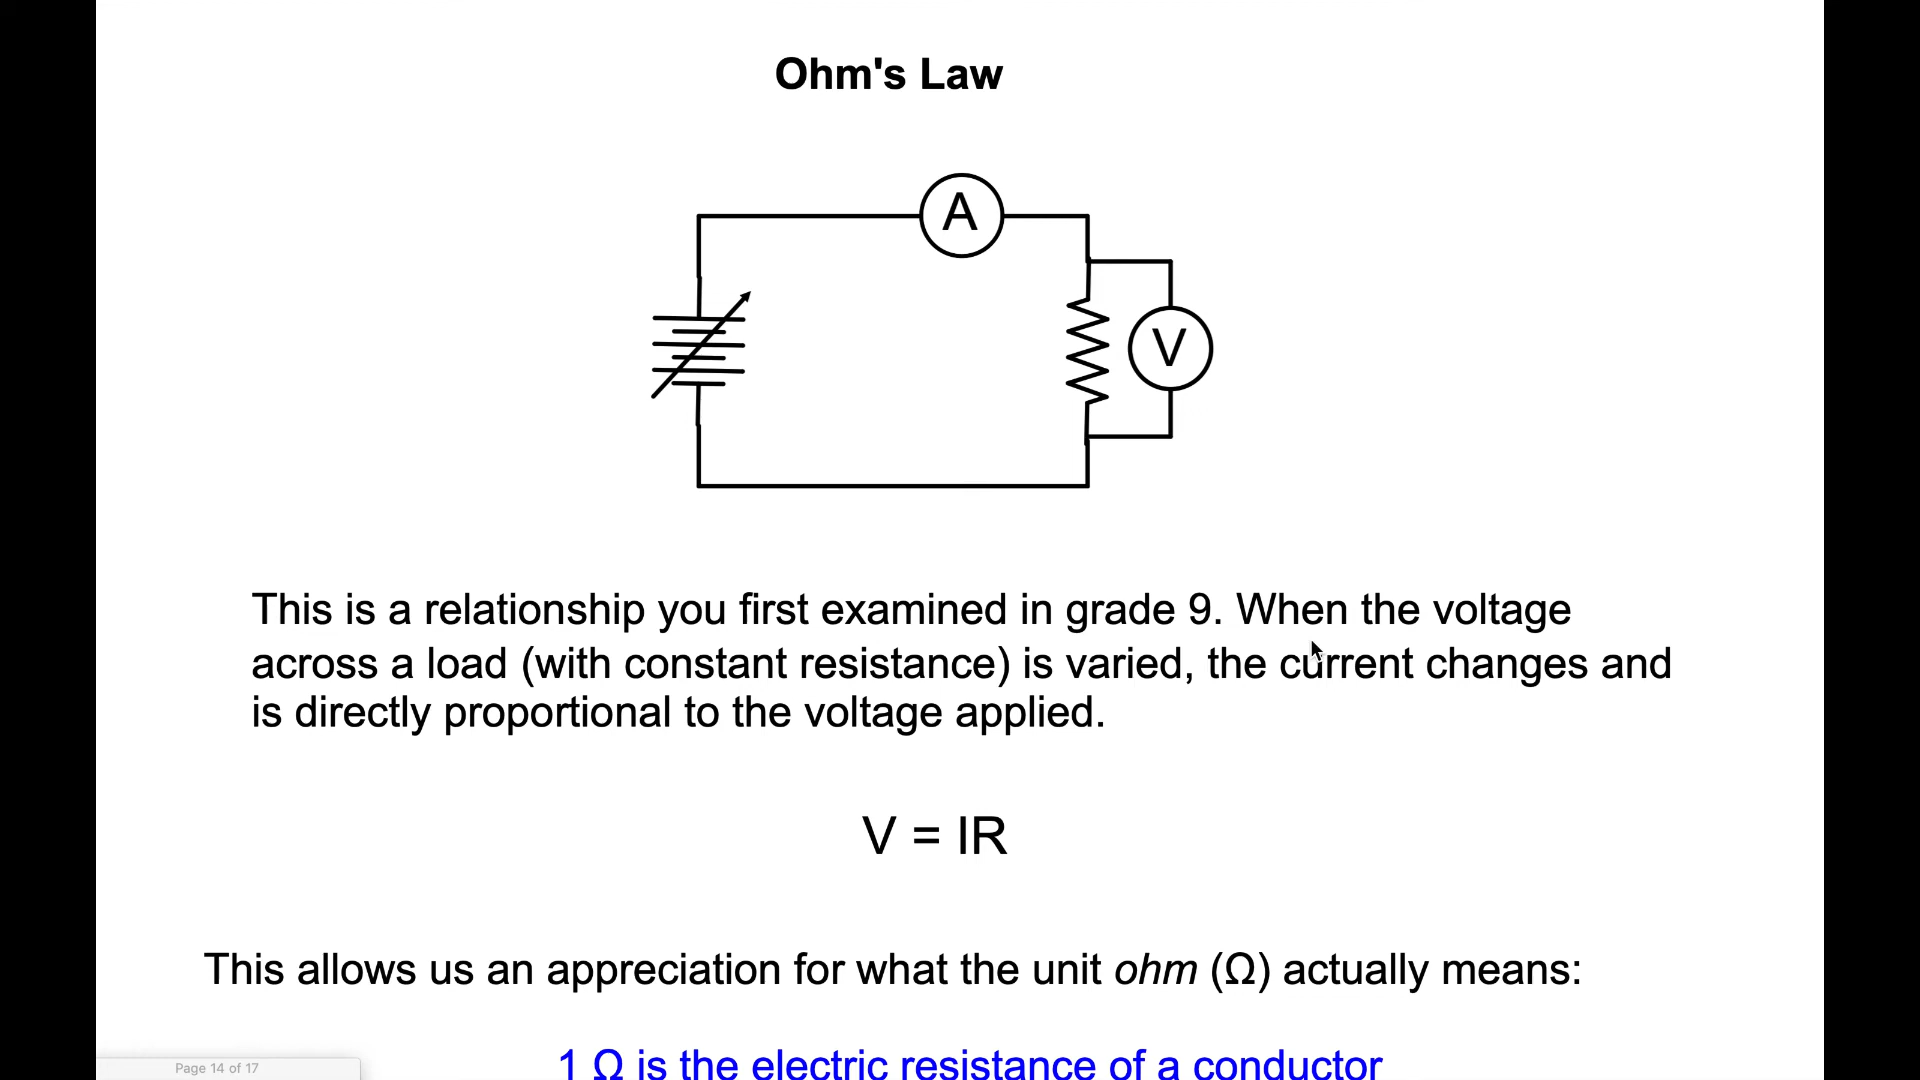 Ohm's Law
A
V
This is a relationship you first examined in grade 9. When the voltage
across a load (with constant resistance) is varied, the current changes and
is directly proportional to the voltage applied.
V = IR
This allows us an appreciation for what the unit ohm (Ω) actually means:
1 Ω is the electric resistance of a conductor
Page 14 of 17